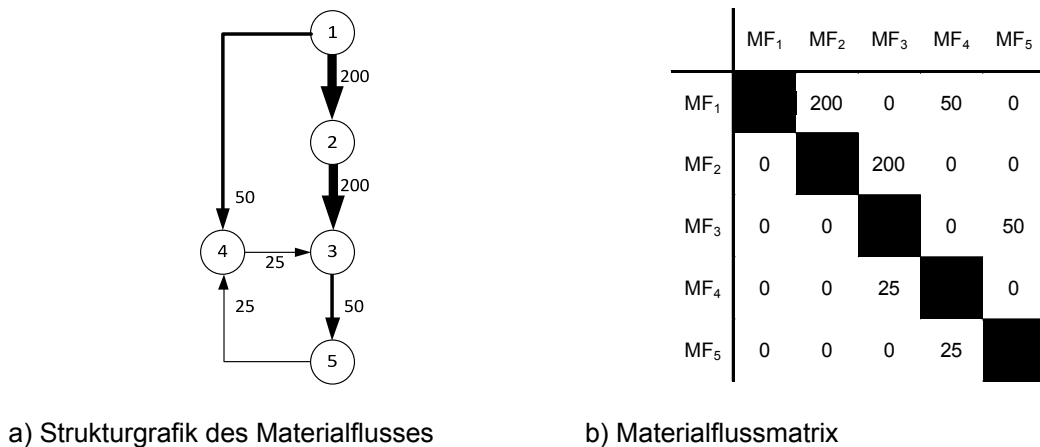 1
200
2
200
50
4
3
25
25
50
5
MF₁ MF₂ MF₃ MF₄ MF₅
MF₁ 200 0 50 0
MF₂ 0 200 0 0
MF₃ 0 0 0 50
MF₄ 0 0 25 0
MF₅ 0 0 0 25
a) Strukturgrafik des Materialflusses
b) Materialflussmatrix